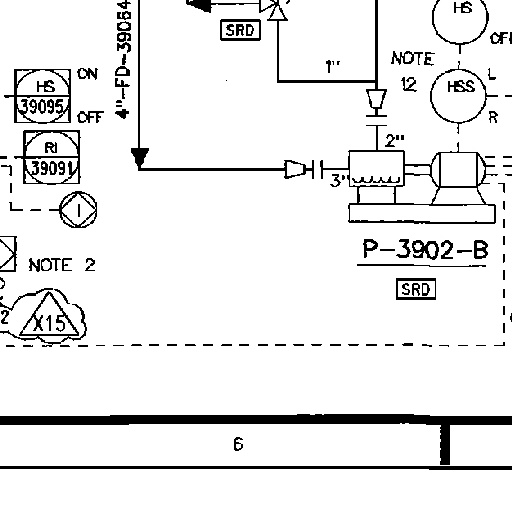 HS
OFF
SRD
4"-FD-39064
1"
NOTE
12
ON
HS
39095
OFF
HSS
L
R
RI
39091
2"
3"
I
P-3902-B
NOTE 2
SRD
2
X15
6